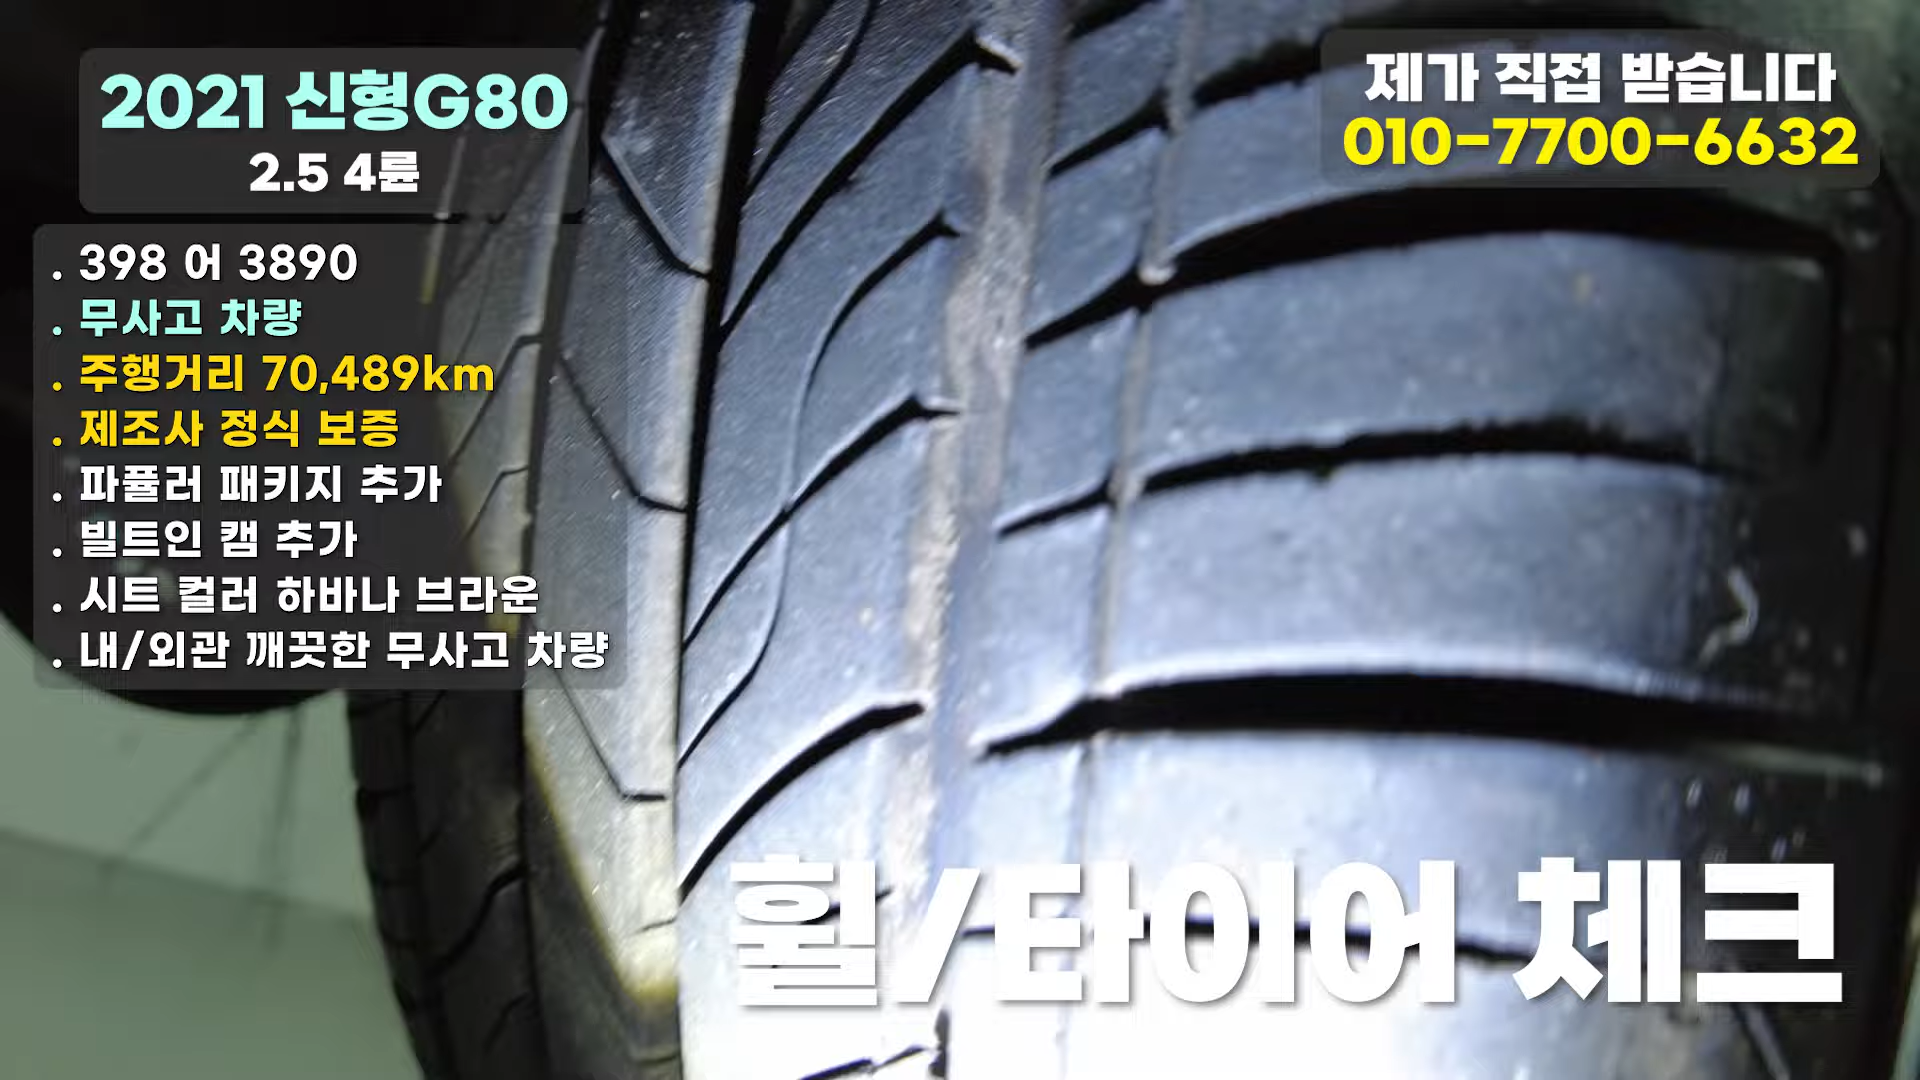 2021 신형G80
2.5 4륜
제가 직접 받습니다
010-7700-6632
. 398 어 3890
. 무사고 차량
. 주행거리 70,489km
. 제조사 정식 보증
. 파퓰러 패키지 추가
. 빌트인 캠 추가
. 시트 컬러 하바나 브라운
. 내/외관 깨끗한 무사고 차량
휠/타이어 체크